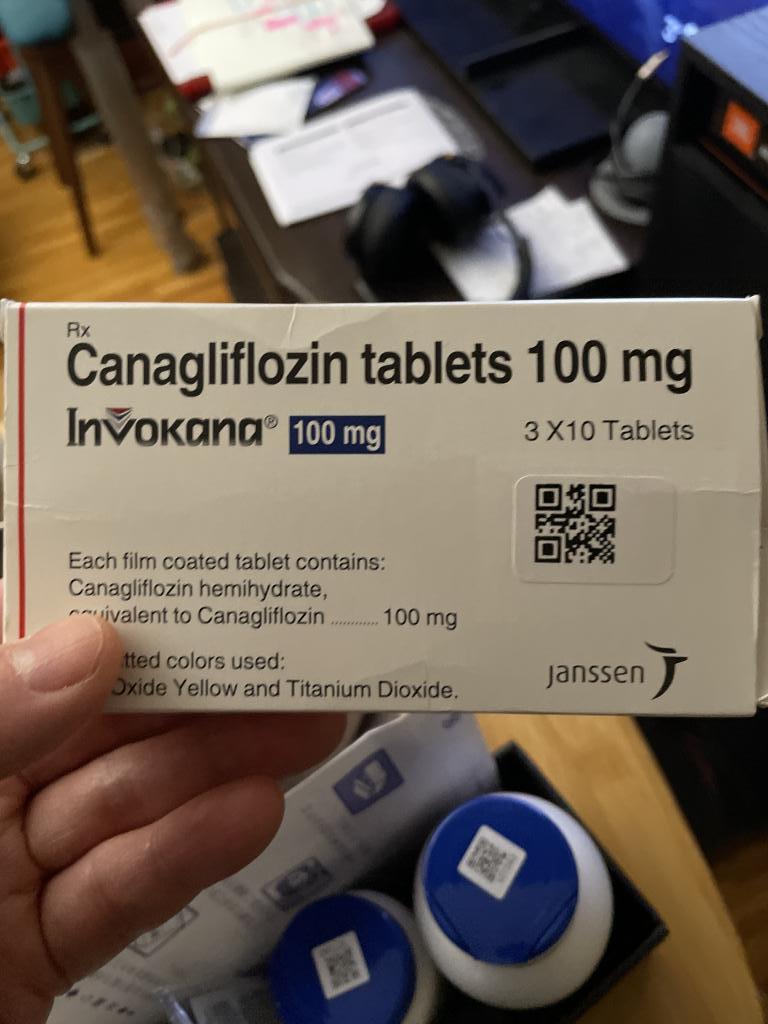 Rx
Canagliflozin tablets 100 mg
Invokana® 100 mg
3 X10 Tablets
Each film coated tablet contains:
Canagliflozin hemihydrate,
equivalent to Canagliflozin ............ 100 mg
colors used:
Oxide Yellow and Titanium Dioxide.
janssen
JBL